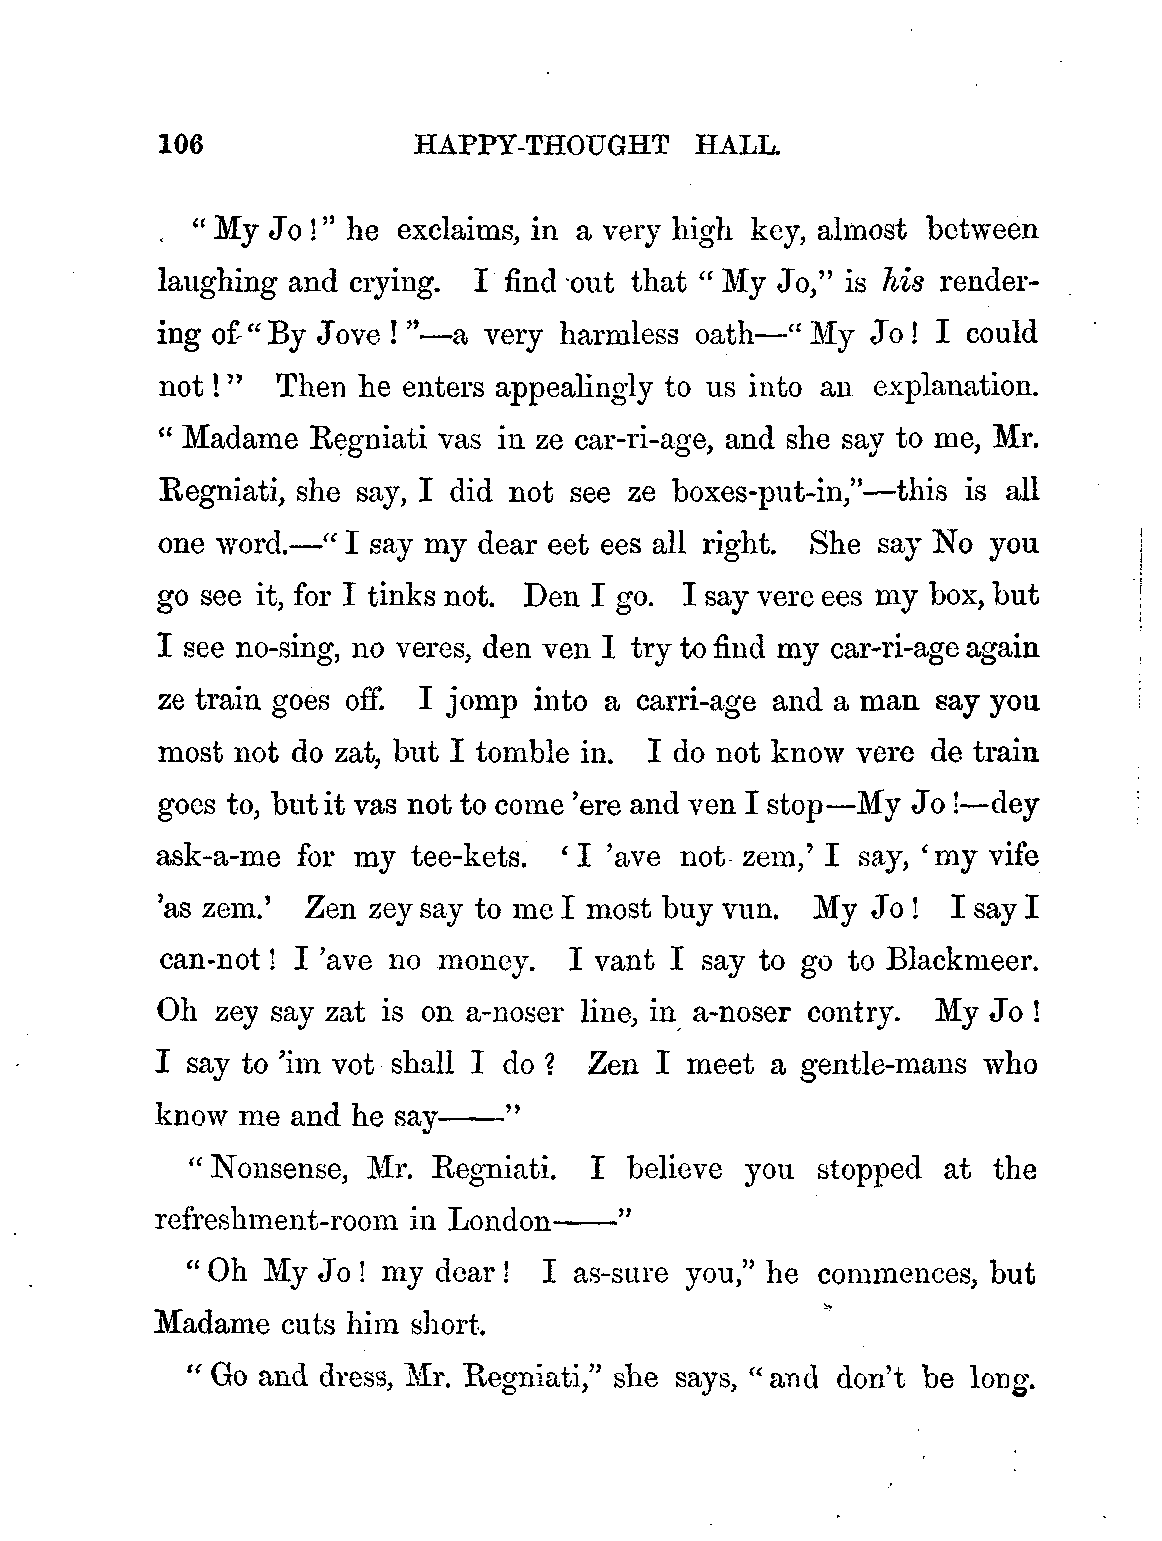 106 HAPPY-THOUGHT HALL.
“My Jo!” he exclaims, in a very high key, almost between
laughing and crying. I find out that “My Jo,” is his render-
ing of “By Jove!”—a very harmless oath—“My Jo! I could
not!” Then he enters appealingly to us into an explanation.
“Madame Regniati vas in ze car-ri-age, and she say to me, Mr.
Regniati, she say, I did not see ze boxes-put-in,”—this is all
one word.—“I say my dear eet ees all right. She say No you
go see it, for I tinks not. Den I go. I say vere ees my box, but
I see no-sing, no veres, den ven I try to find my car-ri-age again
ze train goes off. I jomp into a carri-age and a man say you
most not do zat, but I tomble in. I do not know vere de train
goes to, but it vas not to come ’ere and ven I stop—My Jo!—dey
ask-a-me for my tee-kets. ‘I ’ave not zem,’ I say, ‘my vife
’as zem.’ Zen zey say to me I most buy vun. My Jo! I say I
can-not! I ’ave no money. I vant I say to go to Blackmeer.
Oh zey say zat is on a-noser line, in a-noser contry. My Jo!
I say to ’im vot shall I do? Zen I meet a gentle-mans who
know me and he say——”
“Nonsense, Mr. Regniati. I believe you stopped at the
refreshment-room in London——”
“Oh My Jo! my dear! I as-sure you,” he commences, but
Madame cuts him short.
“Go and dress, Mr. Regniati,” she says, “and don’t be long.